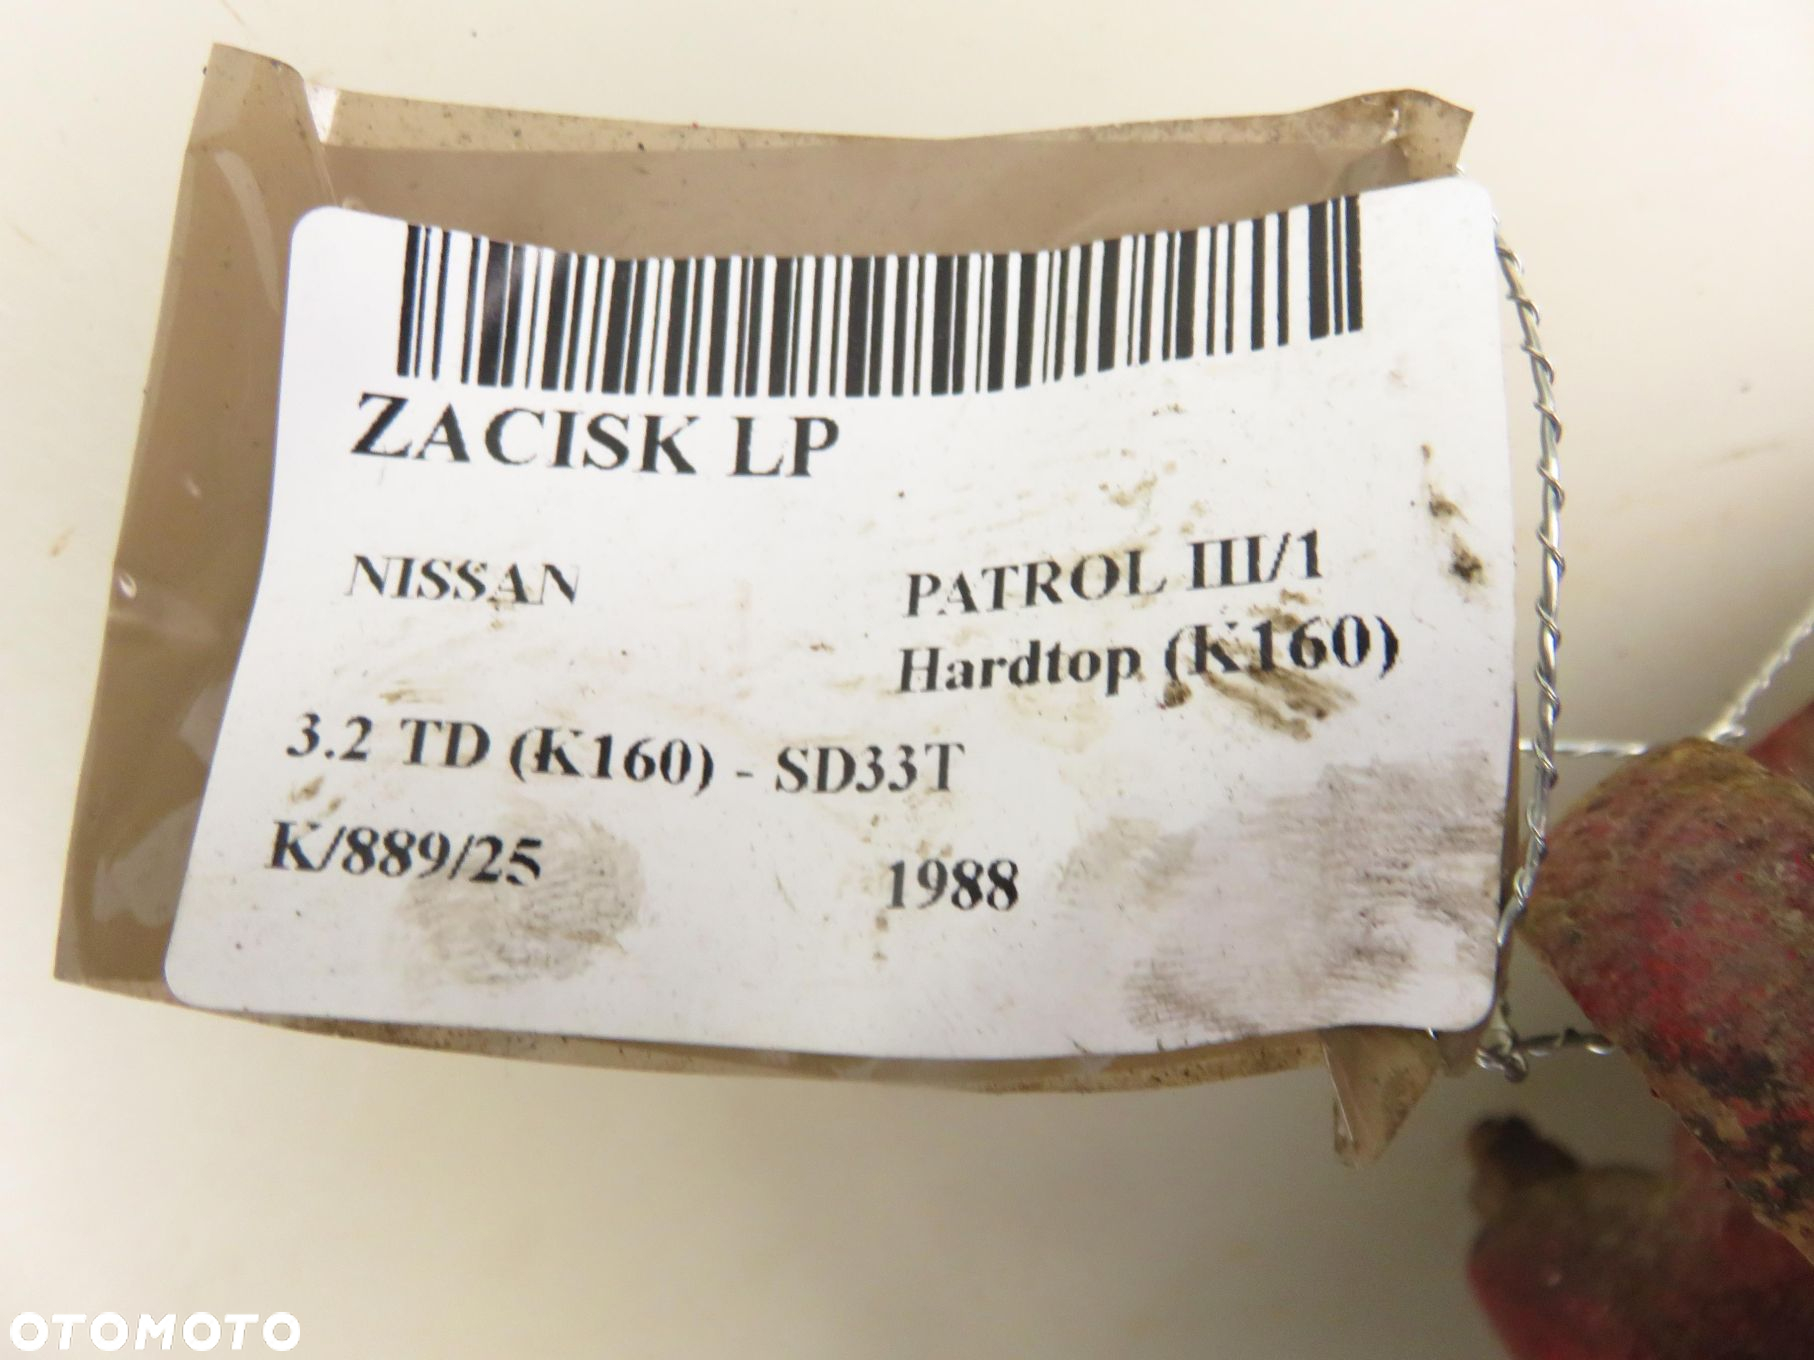 ZACISK LP
NISSAN
PATROL III/1
Hardtop (K160)
3.2 TD (K160) - SD33T
K/889/25
1988
OTOMOTO